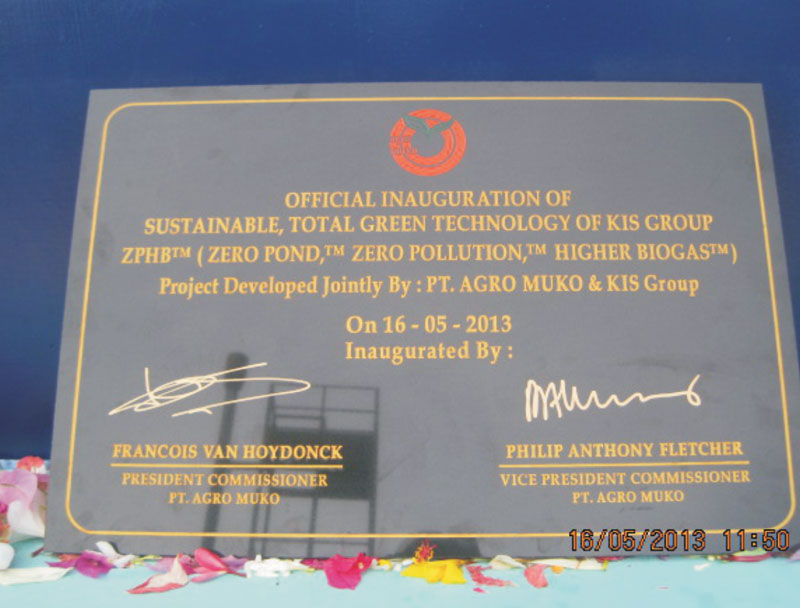 OFFICIAL INAUGURATION OF
SUSTAINABLE, TOTAL GREEN TECHNOLOGY OF KIS GROUP
ZPHB™ ( ZERO POND,™ ZERO POLLUTION,™ HIGHER BIOGAS™)
Project Developed Jointly By : PT. AGRO MUKO & KIS Group
On 16 - 05 - 2013
Inaugurated By :
FRANCOIS VAN HOYDONCK
PRESIDENT COMMISSIONER
PT. AGRO MUKO
PHILIP ANTHONY FLETCHER
VICE PRESIDENT COMMISSIONER
PT. AGRO MUKO
16/05/2013 11:50